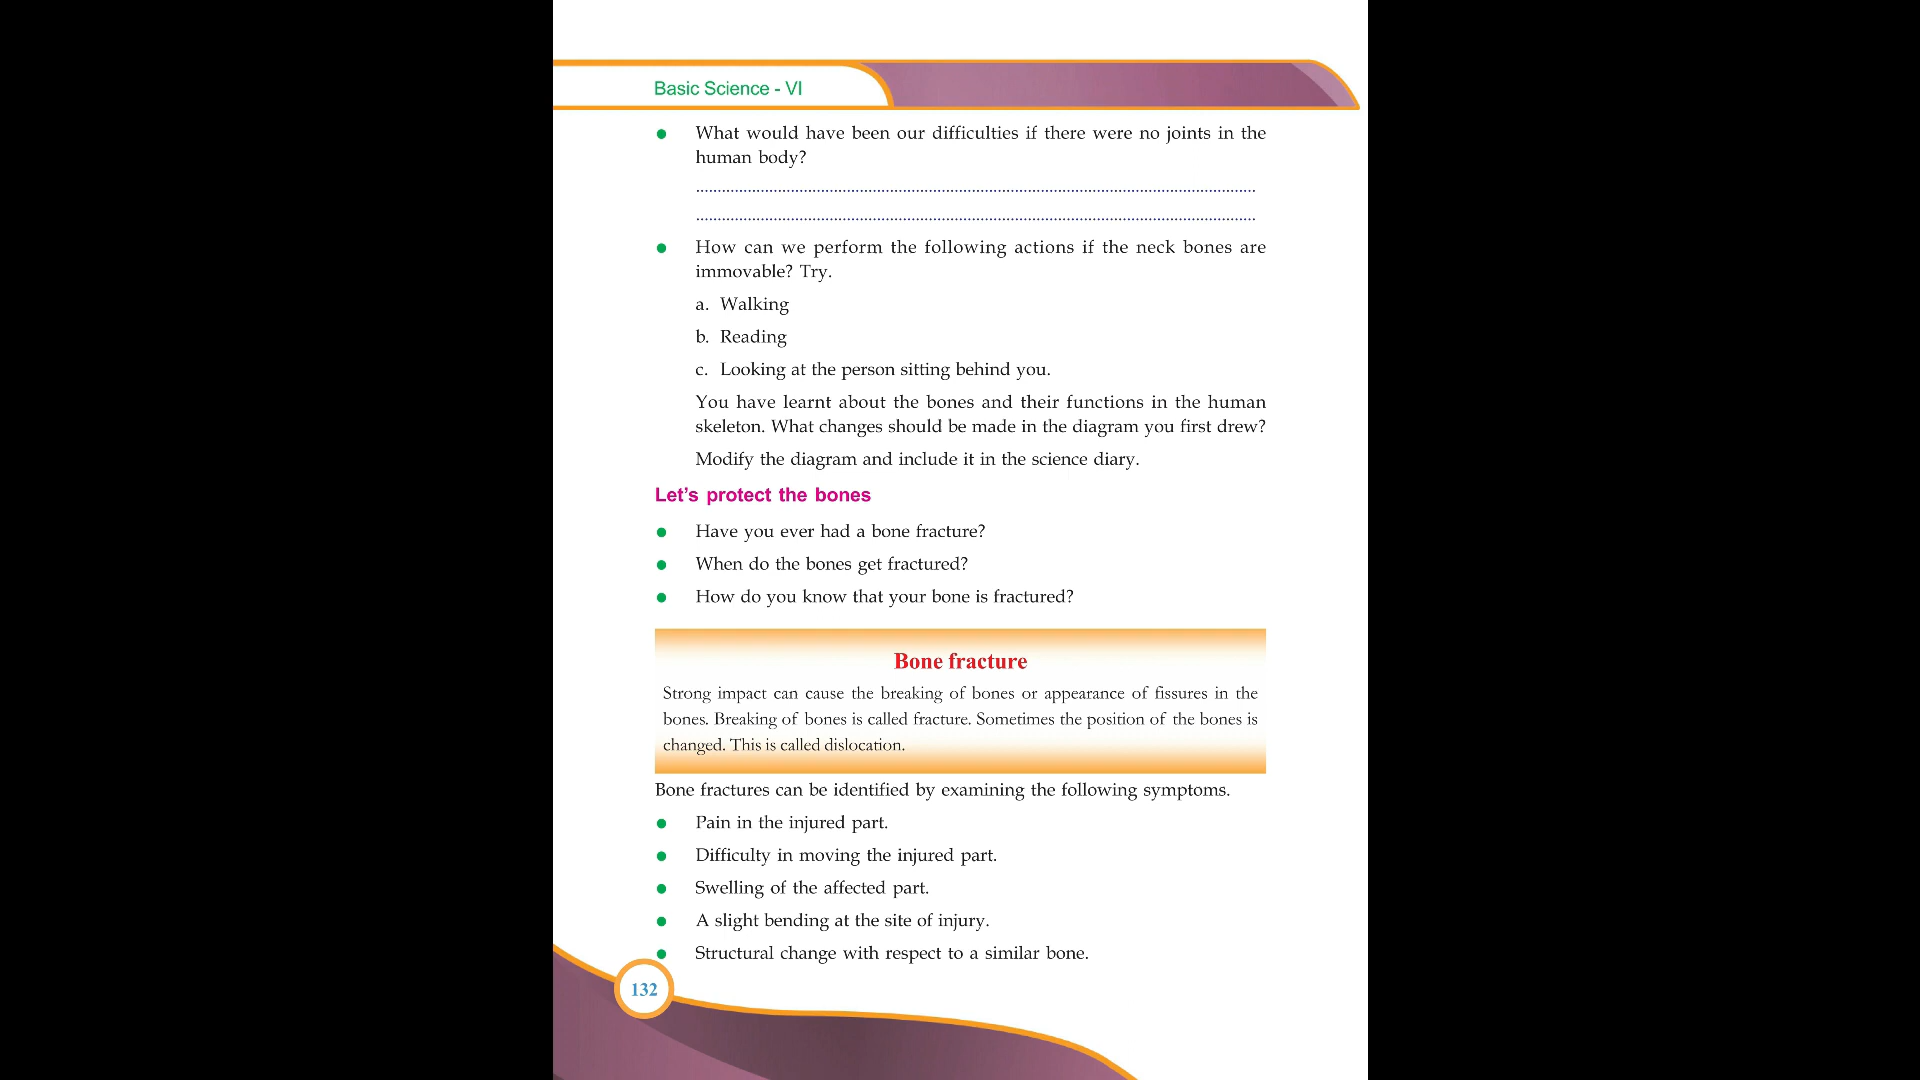 Basic Science - VI
What would have been our difficulties if there were no joints in the
human body?
How can we perform the following actions if the neck bones are
immovable? Try.
a. Walking
b. Reading
c. Looking at the person sitting behind you.
You have learnt about the bones and their functions in the human
skeleton. What changes should be made in the diagram you first drew?
Modify the diagram and include it in the science diary.
Let's protect the bones
Have you ever had a bone fracture?
When do the bones get fractured?
How do you know that your bone is fractured?
Bone fracture
Strong impact can cause the breaking of bones or appearance of fissures in the
bones. Breaking of bones is called fracture. Sometimes the position of the bones is
changed. This is called dislocation.
Bone fractures can be identified by examining the following symptoms.
Pain in the injured part.
Difficulty in moving the injured part.
Swelling of the affected part.
A slight bending at the site of injury.
Structural change with respect to a similar bone.
132